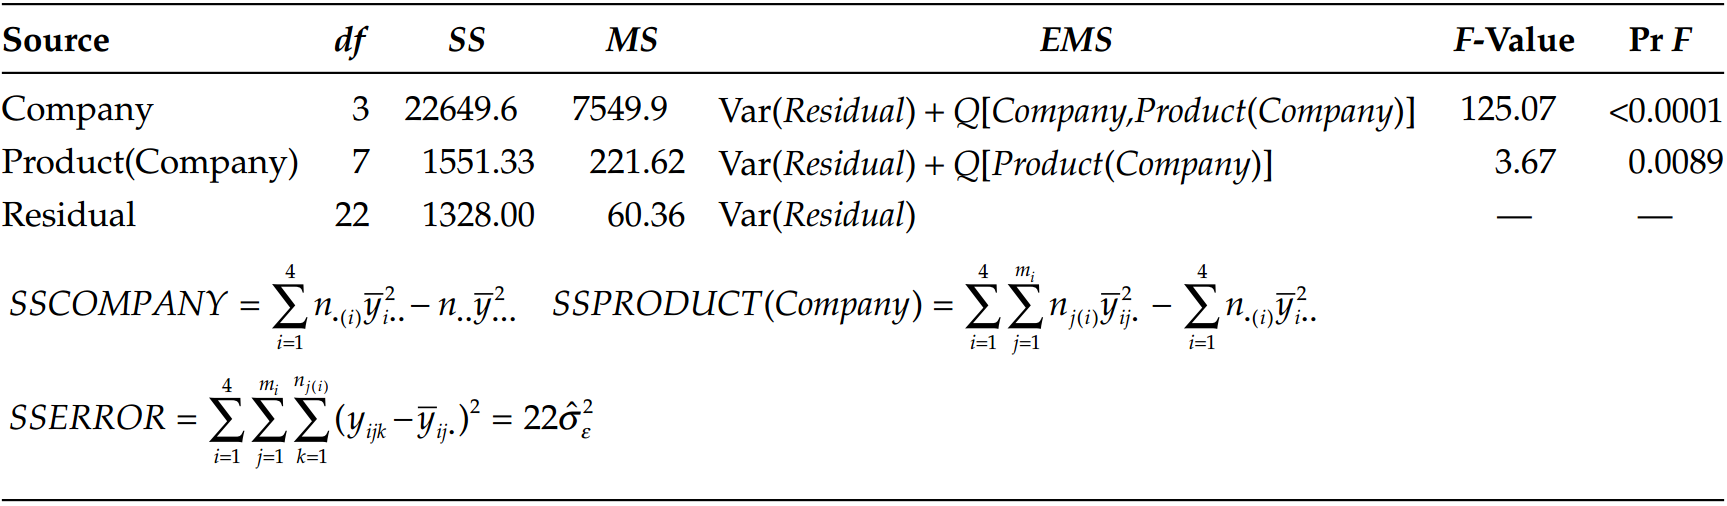 Source df SS MS EMS F-Value Pr F
Company 3 22649.6 7549.9 Var(Residual) + Q[Company,Product(Company)] 125.07 <0.0001
Product(Company) 7 1551.33 221.62 Var(Residual) + Q[Product(Company)] 3.67 0.0089
Residual 22 1328.00 60.36 Var(Residual) — —
$SSCOMPANY = \sum_{i=1}^{4} n_{\cdot(i)} \overline{y}_{i\cdot\cdot}^{2} - n_{\cdot\cdot} \overline{y}_{\cdot\cdot\cdot}^{2}$ $SSPRODUCT(Company) = \sum_{i=1}^{4} \sum_{j=1}^{m_i} n_{j(i)} \overline{y}_{ij\cdot}^{2} - \sum_{i=1}^{4} n_{\cdot(i)} \overline{y}_{i\cdot\cdot}^{2}$
$SSERROR = \sum_{i=1}^{4} \sum_{j=1}^{m_i} \sum_{k=1}^{n_{j(i)}} (y_{ijk} - \overline{y}_{ij\cdot})^2 = 22\hat{\sigma}_{\varepsilon}^{2}$